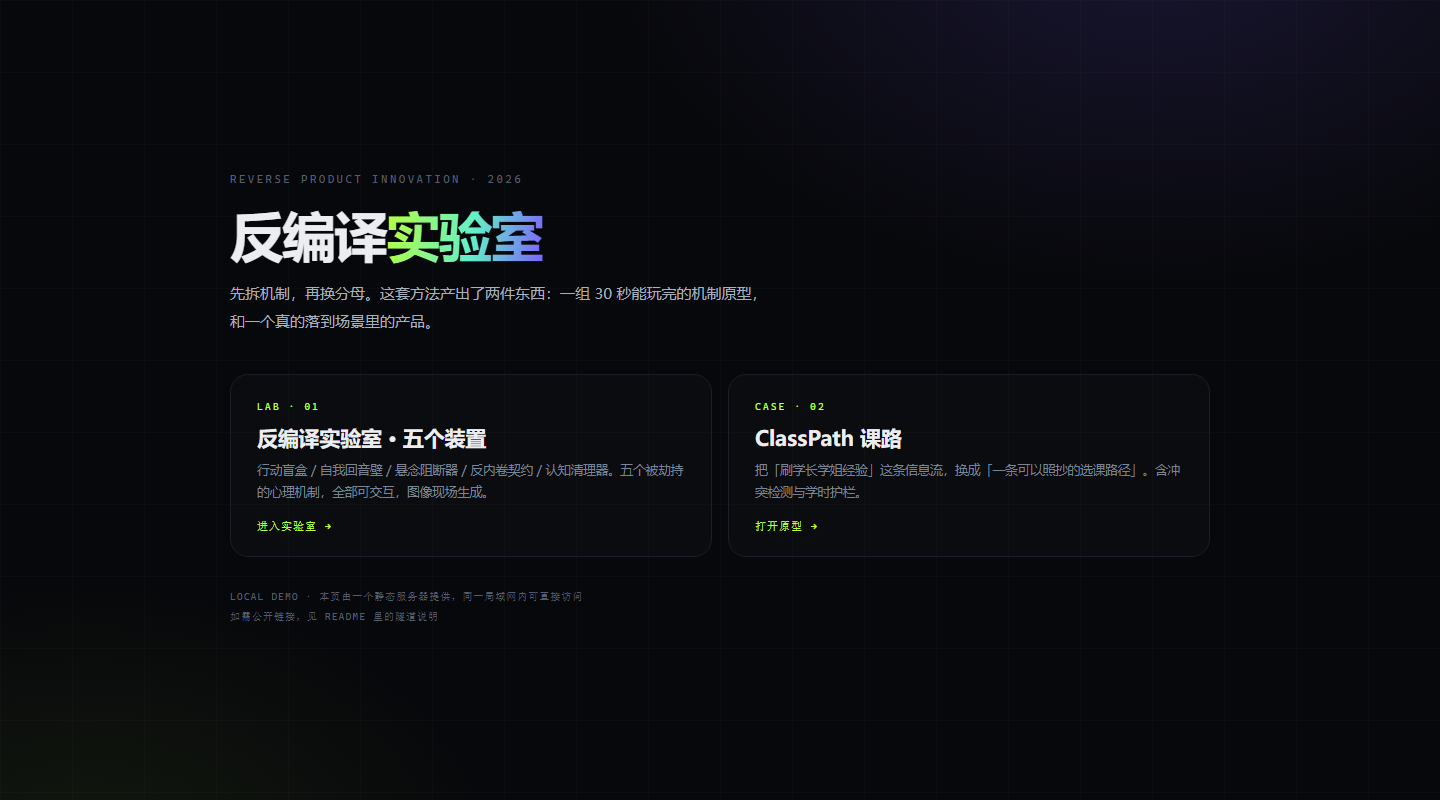 REVERSE PRODUCT INNOVATION · 2026
反编译实验室
先拆机制，再换分母。这套方法产出了两件东西：一组 30 秒能玩完的机制原型，
和一个真的落到场景里的产品。
LAB · 01
反编译实验室 · 五个装置
行动盲盒 / 自我回音壁 / 悬念阻断器 / 反内卷契约 / 认知清理器。五个被劫持
的心理机制，全部可交互，图像现场生成。
进入实验室 →
CASE · 02
ClassPath 课路
把「刷学长学姐经验」这条信息流，换成「一条可以照抄的选课路径」。含冲
突检测与学时护栏。
打开原型 →
LOCAL DEMO · 本页由一个静态服务器提供，同一局域网内可直接访问
如需公开链接，见 README 里的隧道说明